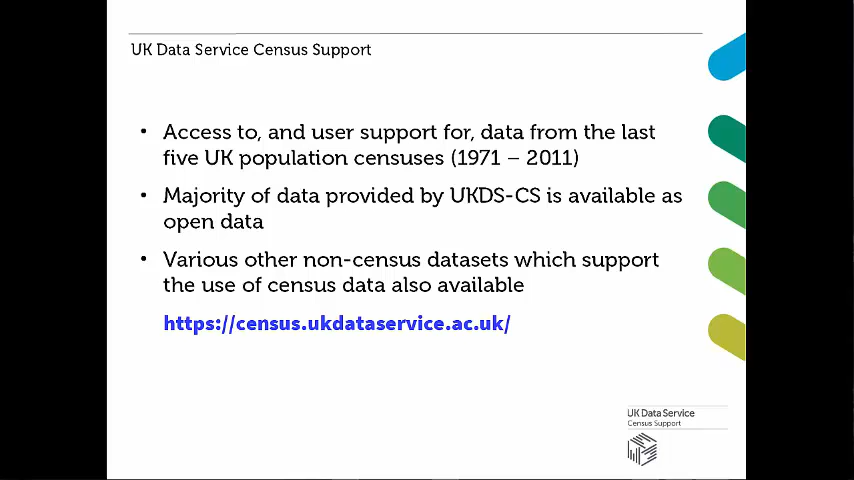 UK Data Service Census Support
• Access to, and user support for, data from the last
five UK population censuses (1971 – 2011)
• Majority of data provided by UKDS-CS is available as
open data
• Various other non-census datasets which support
the use of census data also available
https://census.ukdataservice.ac.uk/
UK Data Service
Census Support